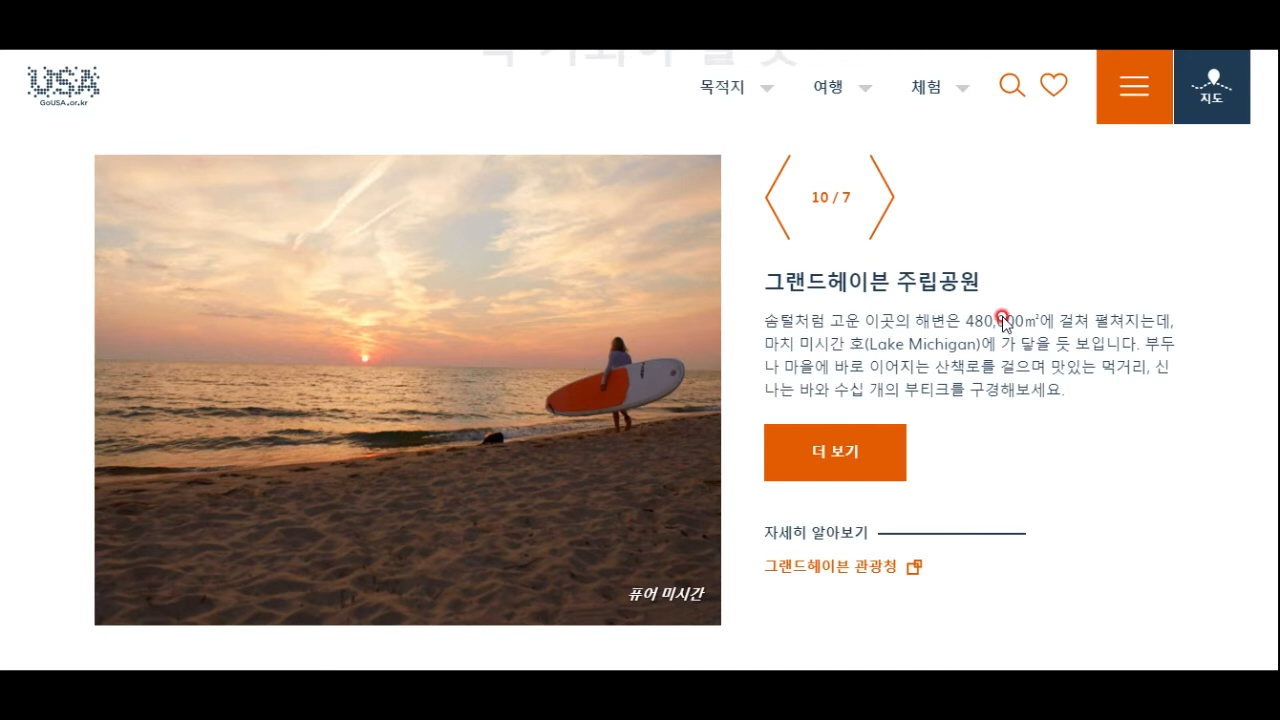 USA
GoUSA.or.kr
목적지
여행
체험
지도
10 / 7
그랜드헤이븐 주립공원
솜털처럼 고운 이곳의 해변은 에 걸쳐 펼쳐지는데,
마치 미시간 호(Lake Michigan)에 가 닿을 듯 보입니다. 부두
나 마을에 바로 이어지는 산책로를 걸으며 맛있는 먹거리, 신
나는 바와 수십 개의 부티크를 구경해보세요.
더 보기
자세히 알아보기
그랜드헤이븐 관광청
퓨어 미시간